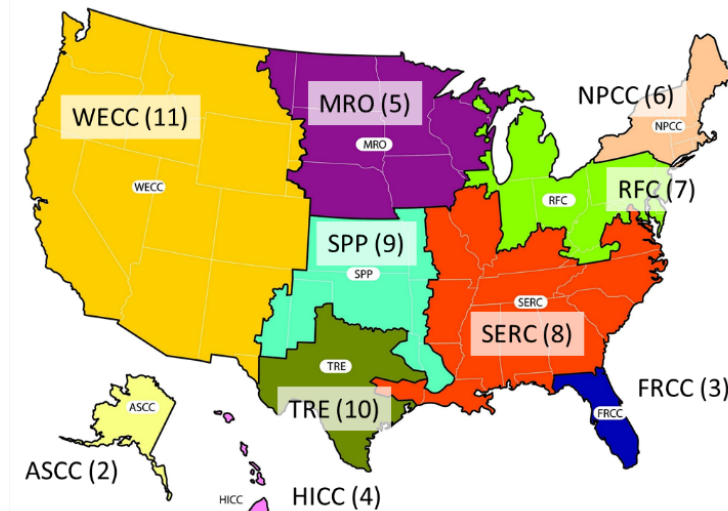 MRO (5)
NPCC (6)
WECC (11)
NPCC
MRO
RFC (7)
WECC
RFC
SPP (9)
SPP
SERC
SERC (8)
TRE
FRCC (3)
ASCC
TRE (10)
FRCC
ASCC (2)
HICC
HICC (4)